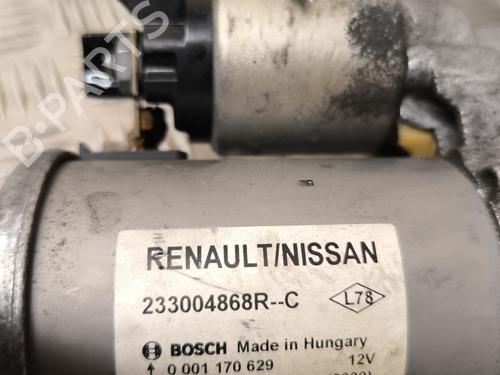 B-PARTS
RENAULT/NISSAN
233004868R--C L78
BOSCH Made in Hungary
0 001 170 629 12V